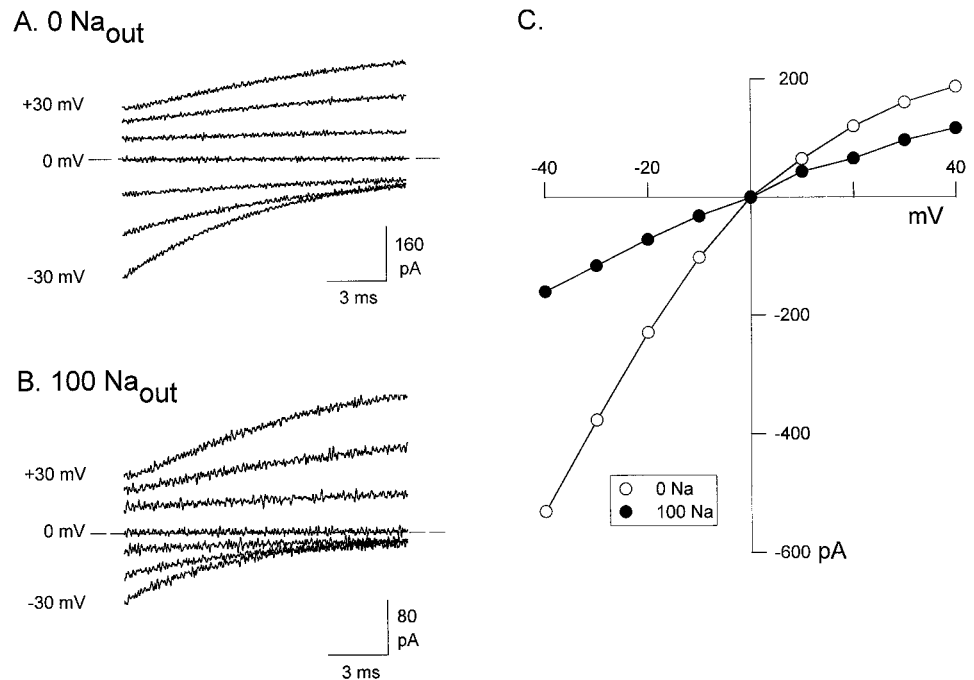 A. 0 Naout
+30 mV
0 mV
-30 mV
160
pA
3 ms
B. 100 Naout
+30 mV
0 mV
-30 mV
80
pA
3 ms
C.
200
-40
-20
40
mV
-200
-400
-600
pA
0 Na
100 Na